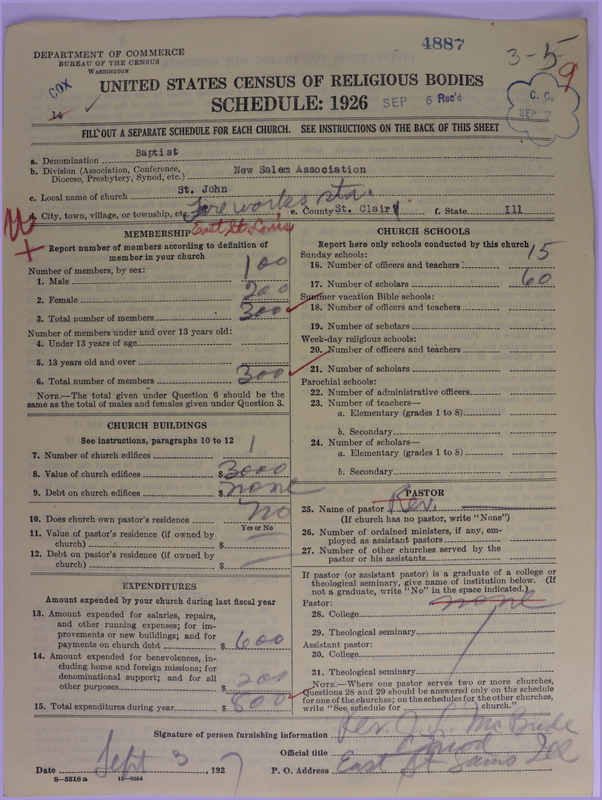 4887
3-5
9
DEPARTMENT OF COMMERCE
BUREAU OF THE CENSUS
WASHINGTON
COX
14
UNITED STATES CENSUS OF RELIGIOUS BODIES
SCHEDULE: 1926
SEP 6 Rec'd
C. C.
SEP 7
FILL OUT A SEPARATE SCHEDULE FOR EACH CHURCH. SEE INSTRUCTIONS ON THE BACK OF THIS SHEET
a. Denomination Baptist
b. Division (Association, Conference, Diocese, Presbytery, Synod, etc.) New Salem Association
c. Local name of church St. John
d. City, town, village, or township, etc. Fire works sta. e. County St. Clair f. State Ill
East St Louis
MEMBERSHIP
Report number of members according to definition of
member in your church
Number of members, by sex:
1. Male 100
2. Female 200
3. Total number of members 300
Number of members under and over 13 years old:
4. Under 13 years of age
5. 13 years old and over
6. Total number of members 300
NOTE.—The total given under Question 6 should be
same as the total of males and females given under Question 3.
CHURCH BUILDINGS
See instructions, paragraphs 10 to 12
7. Number of church edifices 1
8. Value of church edifices $ 3000
9. Debt on church edifices $ none
10. Does church own pastor's residence No
Yes or No
11. Value of pastor's residence (if owned by
church) $
12. Debt on pastor's residence (if owned by
church) $
EXPENDITURES
Amount expended by your church during last fiscal year
13. Amount expended for salaries, repairs,
and other running expenses; for im-
provements or new buildings; and for
payments on church debt $ 600
14. Amount expended for benevolences, in-
cluding home and foreign missions; for
denominational support; and for all
other purposes 200
15. Total expenditures during year $ 800
CHURCH SCHOOLS
Report here only schools conducted by this church
Sunday schools:
16. Number of officers and teachers 15
17. Number of scholars 60
Summer vacation Bible schools:
18. Number of officers and teachers
19. Number of scholars
Week-day religious schools:
20. Number of officers and teachers
21. Number of scholars
Parochial schools:
22. Number of administrative officers
23. Number of teachers—
a. Elementary (grades 1 to 8)
b. Secondary
24. Number of scholars—
a. Elementary (grades 1 to 8)
b. Secondary
PASTOR
25. Name of pastor Rev.
(If church has no pastor, write "None")
26. Number of ordained ministers, if any, em-
ployed as assistant pastors
27. Number of other churches served by the
pastor or his assistants
If pastor (or assistant pastor) is a graduate of a college or
theological seminary, give name of institution below. (If
not a graduate, write "No" in the space indicated.)
Pastor: none
28. College
29. Theological seminary
Assistant pastor:
30. College
31. Theological seminary
NOTE.—Where one pastor serves two or more churches,
Questions 28 and 29 should be answered only on the schedule
for one of the churches; on the schedules for the other churches,
write "See schedule for church."
Signature of person furnishing information Rev. J. L. McBride
Official title
Date Sept 3, 1927 P. O. Address East St Louis Ill
8-5518 a